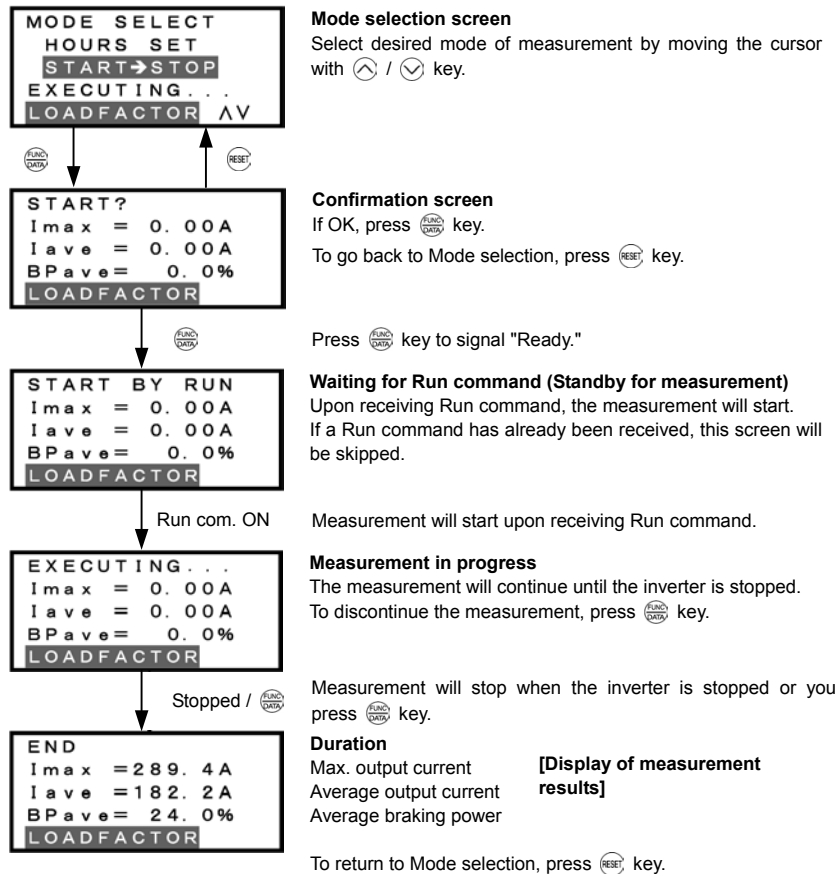 MODE SELECT
HOURS SET
START➔STOP
EXECUTING...
LOADFACTOR ΛV
Mode selection screen
Select desired mode of measurement by moving the cursor
with ∧ / ∨ key.
FUNC DATA
RESET
START?
Imax = 0.00A
Iave = 0.00A
BPave= 0.0%
LOADFACTOR
Confirmation screen
If OK, press FUNC DATA key.
To go back to Mode selection, press RESET key.
FUNC DATA
Press FUNC DATA key to signal "Ready."
START BY RUN
Imax = 0.00A
Iave = 0.00A
BPave= 0.0%
LOADFACTOR
Waiting for Run command (Standby for measurement)
Upon receiving Run command, the measurement will start.
If a Run command has already been received, this screen will
be skipped.
Run com. ON
Measurement will start upon receiving Run command.
EXECUTING...
Imax = 0.00A
Iave = 0.00A
BPave= 0.0%
LOADFACTOR
Measurement in progress
The measurement will continue until the inverter is stopped.
To discontinue the measurement, press FUNC DATA key.
Stopped / FUNC DATA
Measurement will stop when the inverter is stopped or you
press FUNC DATA key.
END
Imax =289.4A
Iave =182.2A
BPave= 24.0%
LOADFACTOR
Duration
Max. output current
Average output current
Average braking power
[Display of measurement
results]
To return to Mode selection, press RESET key.